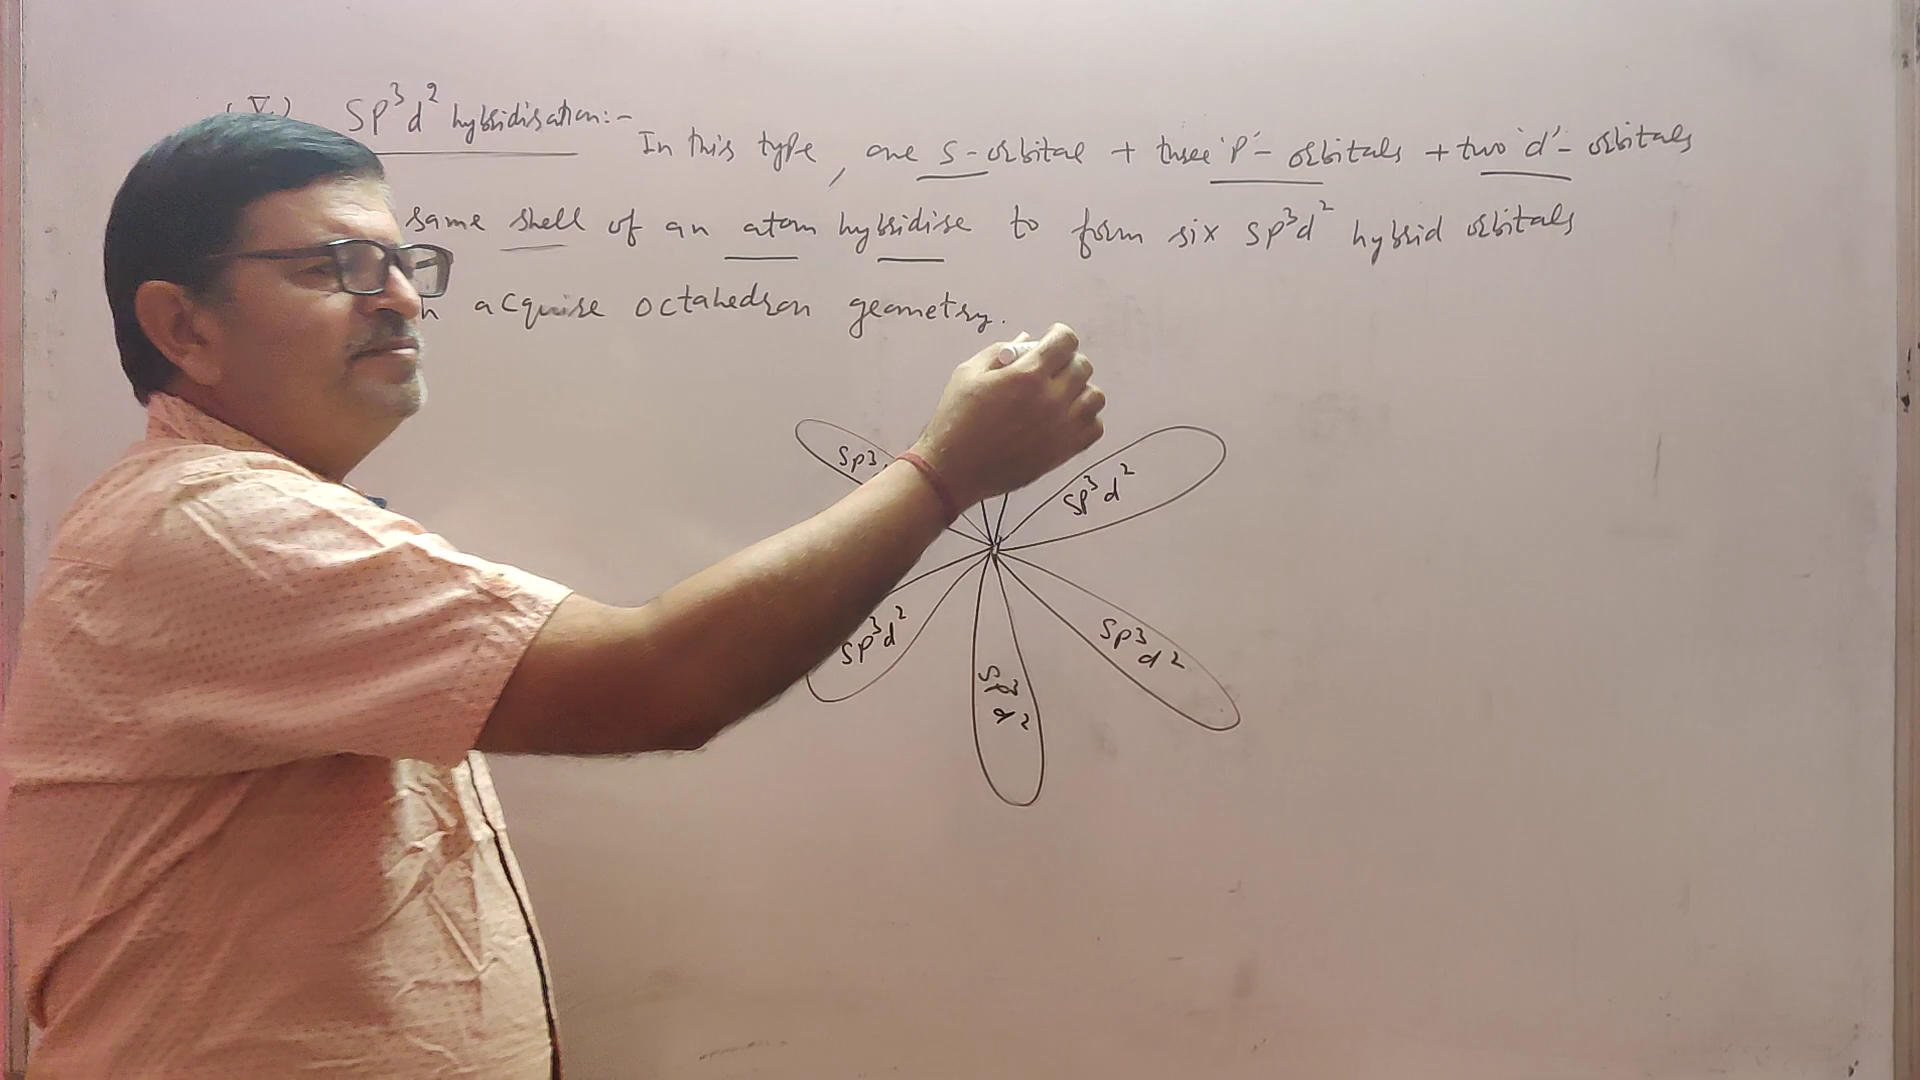 (V) SP³d² hybridisation:-
In this type, one S-orbital + three 'P'- orbitals + two 'd'- orbitals
same shell of an atom hybridise to form six SP³d² hybrid orbitals
acquire octahedron geometry.
SP3
SP³d²
SP³d²
SP3d2
SP3d2